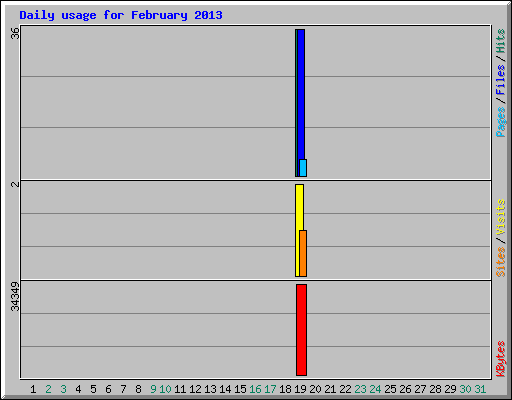 Daily usage for February 2013
36
Pages/Files/Hits
2
Sites/Visits
34349
KBytes
1 2 3 4 5 6 7 8 9 10 11 12 13 14 15 16 17 18 19 20 21 22 23 24 25 26 27 28 29 30 31